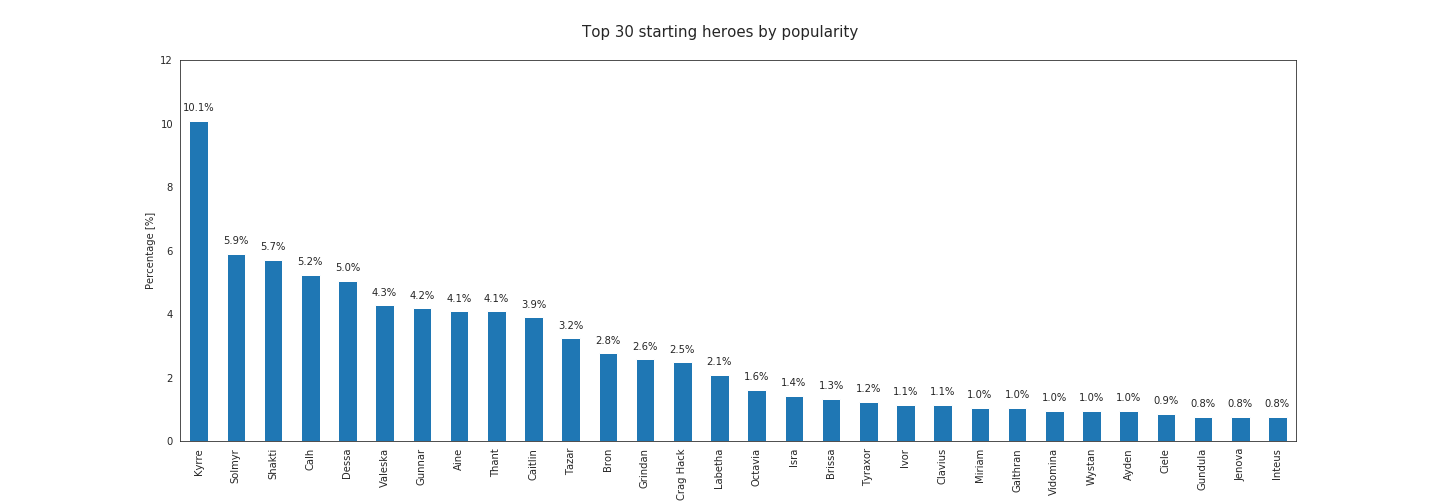 Top 30 starting heroes by popularity
Percentage [%]
12
10
8
6
4
2
0
10.1%
5.9%
5.7%
5.2%
5.0%
4.3%
4.2%
4.1%
4.1%
3.9%
3.2%
2.8%
2.6%
2.5%
2.1%
1.6%
1.4%
1.3%
1.2%
1.1%
1.1%
1.0%
1.0%
1.0%
1.0%
1.0%
0.9%
0.8%
0.8%
0.8%
Kyrre
Solmyr
Shakti
Calh
Dessa
Valeska
Gunnar
Aine
Thant
Caitlin
Tazar
Bron
Grindan
Crag Hack
Labetha
Octavia
Isra
Brissa
Tyraxor
Ivor
Clavius
Miriam
Galthran
Vidomina
Wystan
Ayden
Ciele
Gundula
Jenova
Inteus